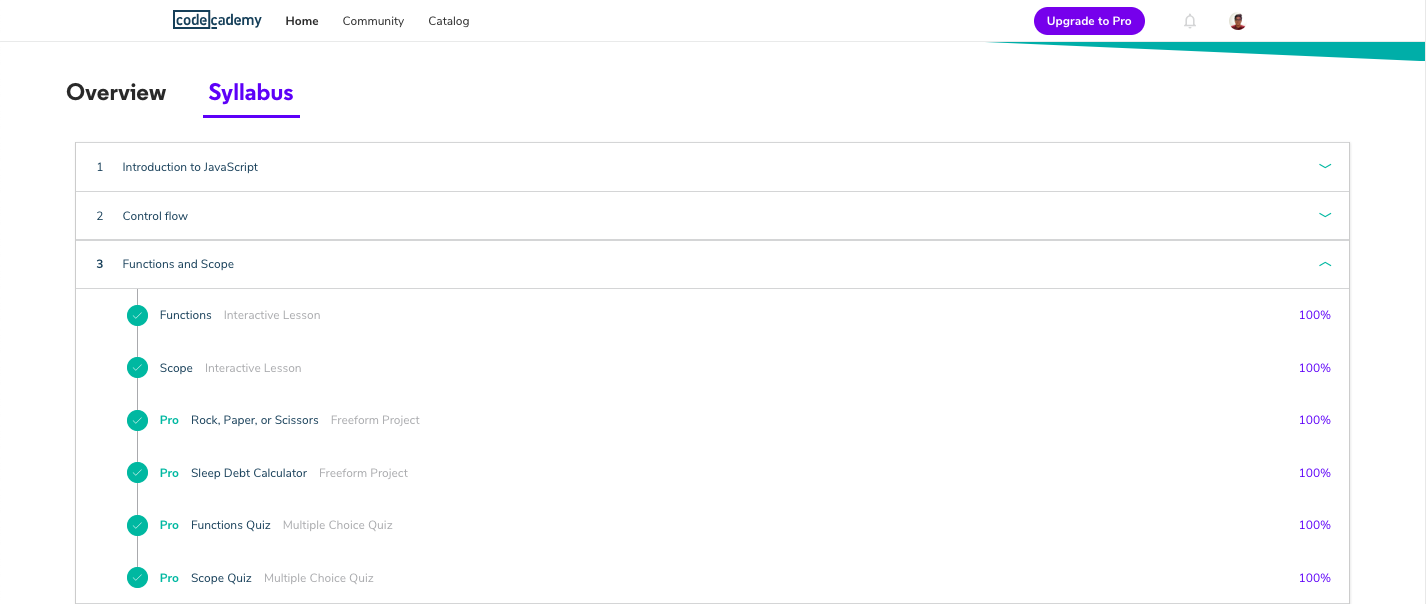 codecademy Home Community Catalog Upgrade to Pro
Overview Syllabus
1 Introduction to JavaScript
2 Control flow
3 Functions and Scope
Functions Interactive Lesson 100%
Scope Interactive Lesson 100%
Pro Rock, Paper, or Scissors Freeform Project 100%
Pro Sleep Debt Calculator Freeform Project 100%
Pro Functions Quiz Multiple Choice Quiz 100%
Pro Scope Quiz Multiple Choice Quiz 100%